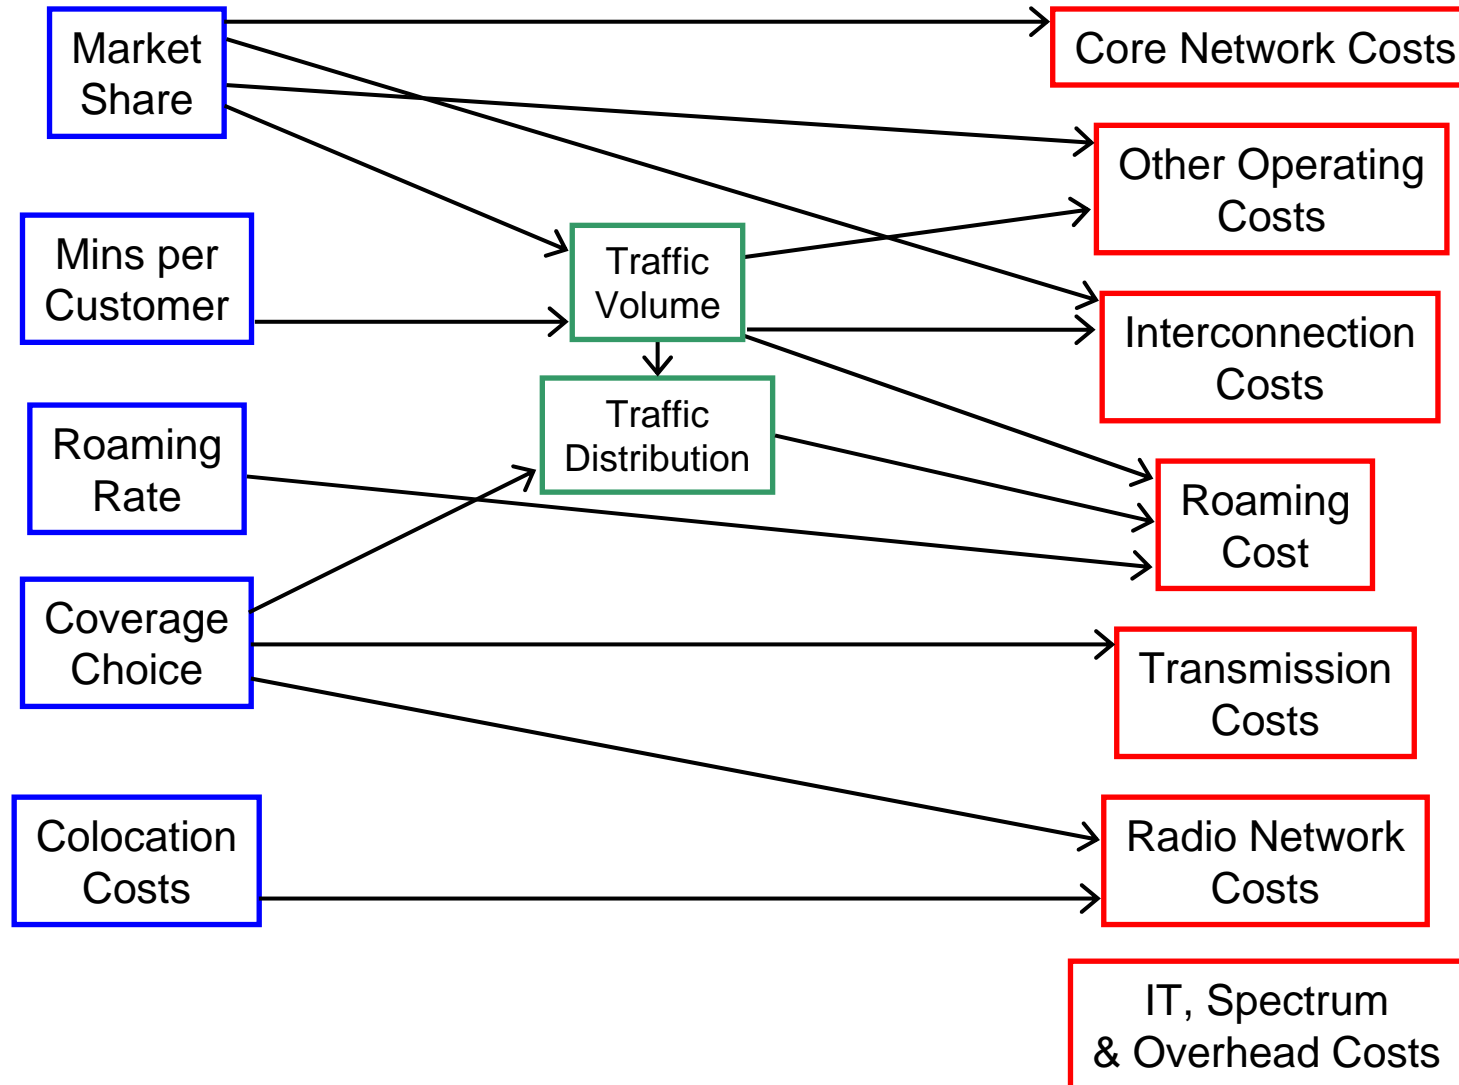 Market
Share
Mins per
Customer
Roaming
Rate
Coverage
Choice
Colocation
Costs
Traffic
Volume
Traffic
Distribution
Core Network Costs
Other Operating
Costs
Interconnection
Costs
Roaming
Cost
Transmission
Costs
Radio Network
Costs
IT, Spectrum
& Overhead Costs